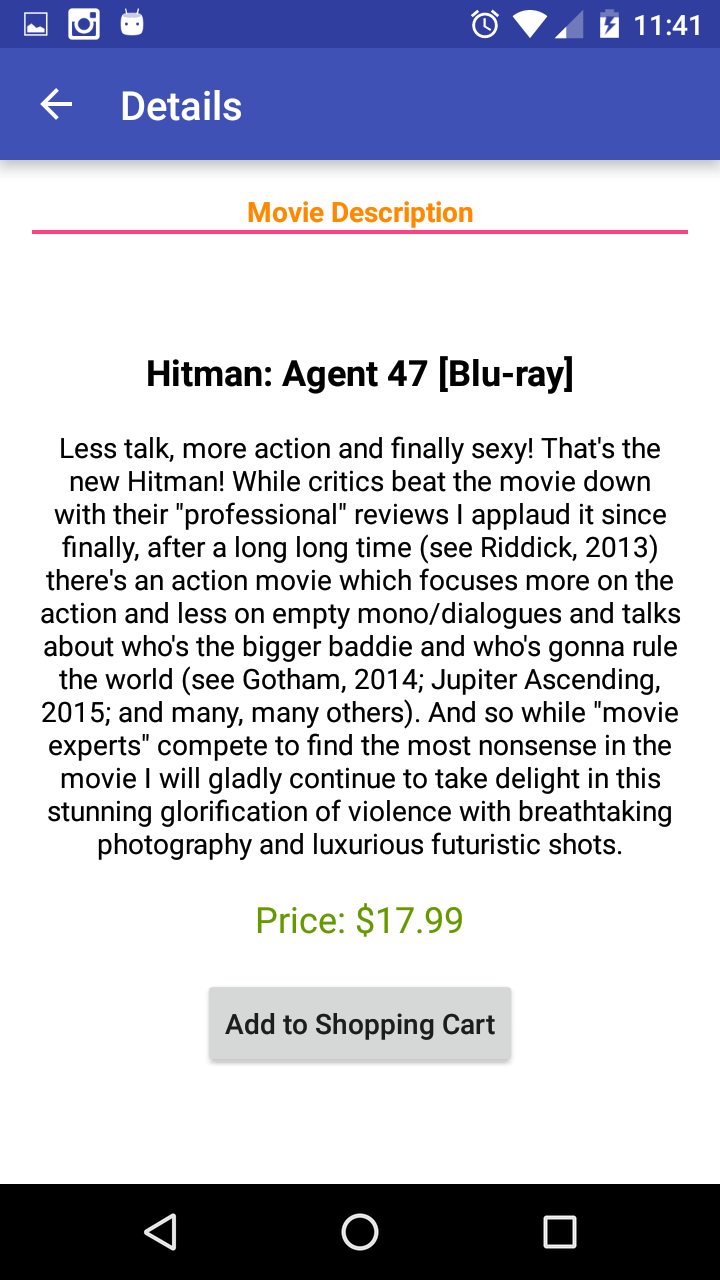 11:41
Details
Movie Description
Hitman: Agent 47 [Blu-ray]
Less talk, more action and finally sexy! That's the
new Hitman! While critics beat the movie down
with their "professional" reviews I applaud it since
finally, after a long long time (see Riddick, 2013)
there's an action movie which focuses more on the
action and less on empty mono/dialogues and talks
about who's the bigger baddie and who's gonna rule
the world (see Gotham, 2014; Jupiter Ascending,
2015; and many, many others). And so while "movie
experts" compete to find the most nonsense in the
movie I will gladly continue to take delight in this
stunning glorification of violence with breathtaking
photography and luxurious futuristic shots.
Price: $17.99
Add to Shopping Cart